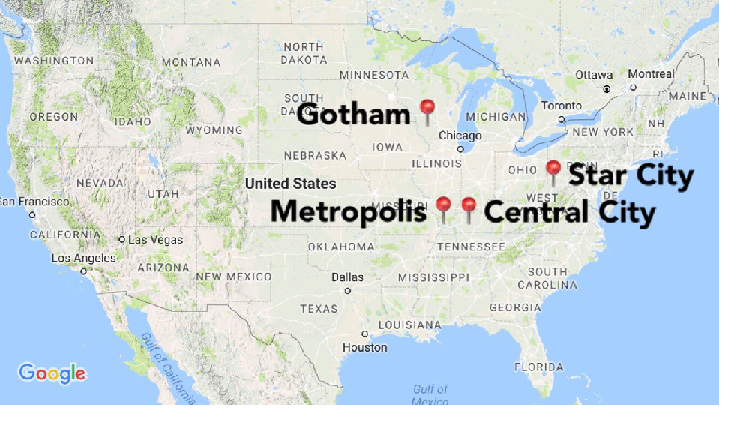 NORTH
DAKOTA
WASHINGTON
MONTANA
MINNESOTA
Ottawa
Montreal
MAINE
SOUTH
Gotham
OREGON
IDAHO
WYOMING
MICHIGAN
Toronto
NH
Chicago
NEW YORK
IOWA
NEBRASKA
ILLINOIS
OHIO
RI
Star City
NEVADA
UTAH
United States
San Francisco
WEST
DE
Metropolis
Central City
CALIFORNIA
Las Vegas
OKLAHOMA
TENNESSEE
Los Angeles
ARIZONA
NEW MEXICO
Dallas
MISSISSIPPI
SOUTH
CAROLINA
TEXAS
GEORGIA
LOUISIANA
Houston
Gulf of
California
FLORIDA
Google
Gulf of
Mexico